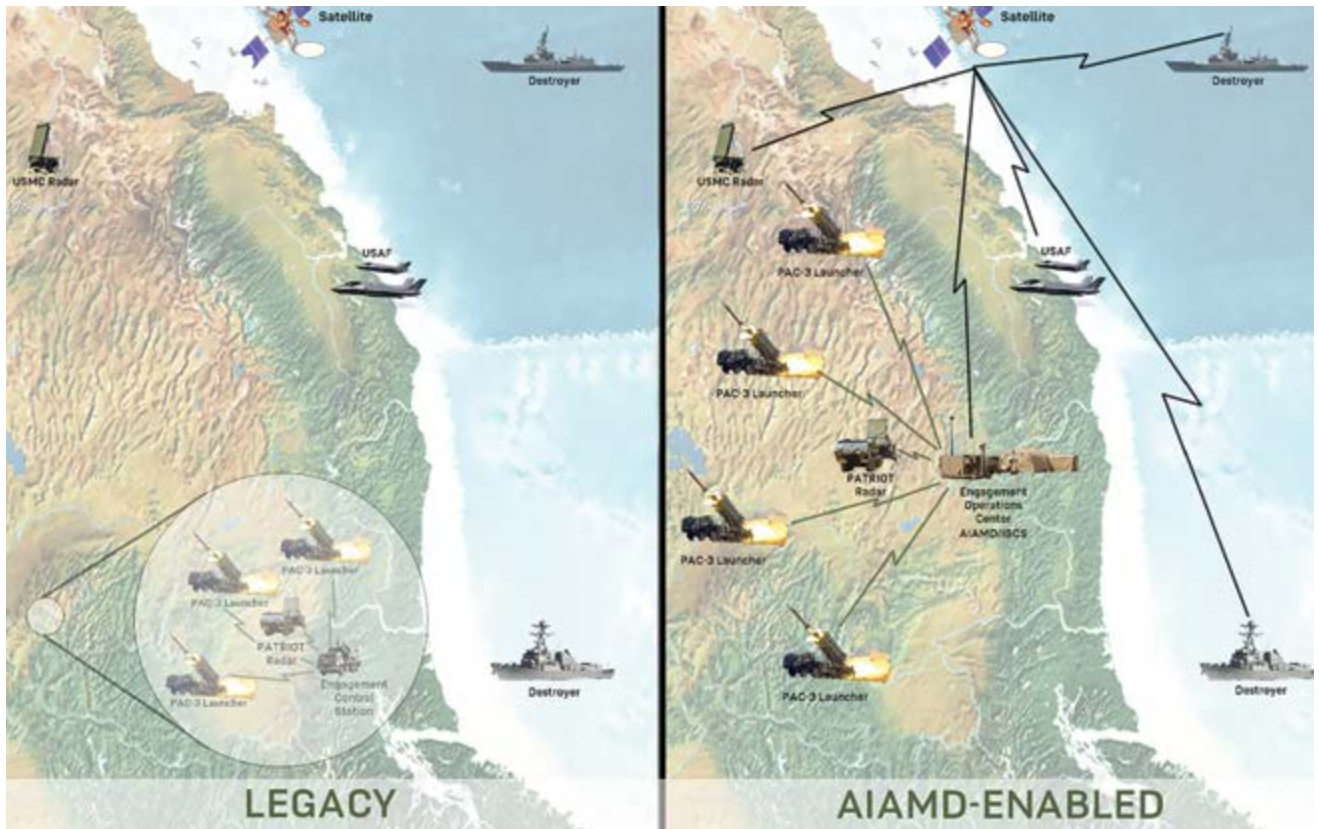 Satellite
Destroyer
USMC Radar
USAF
PAC-3 Launcher
PAC-3 Launcher
PATRIOT
Radar
Engagement
Control
Station
PAC-3 Launcher
Destroyer
LEGACY
Satellite
Destroyer
USMC Radar
PAC-3 Launcher
USAF
PAC-3 Launcher
PATRIOT
Radar
Engagement
Operations
Center
AIAMD/IBCS
PAC-3 Launcher
PAC-3 Launcher
Destroyer
AIAMD-ENABLED